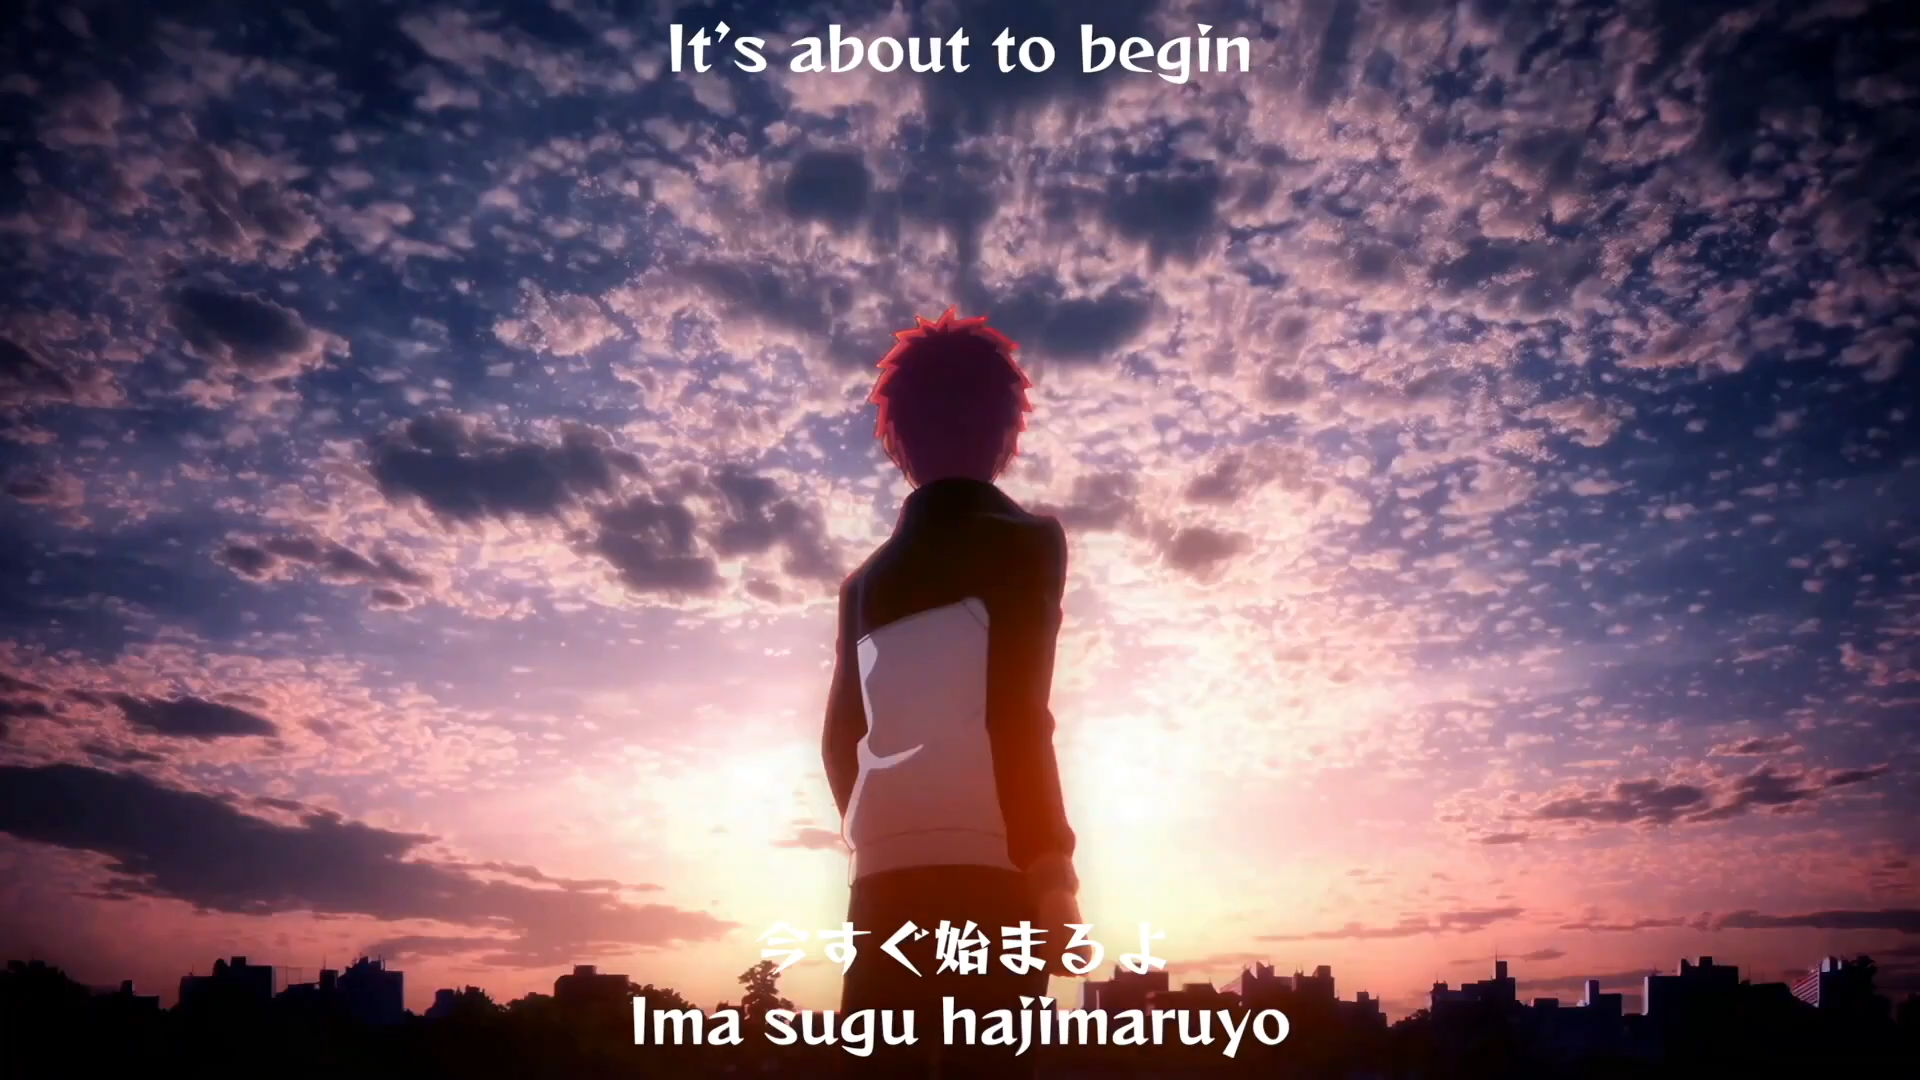 It's about to begin
今すぐ始まるよ
Ima sugu hajimaruyo